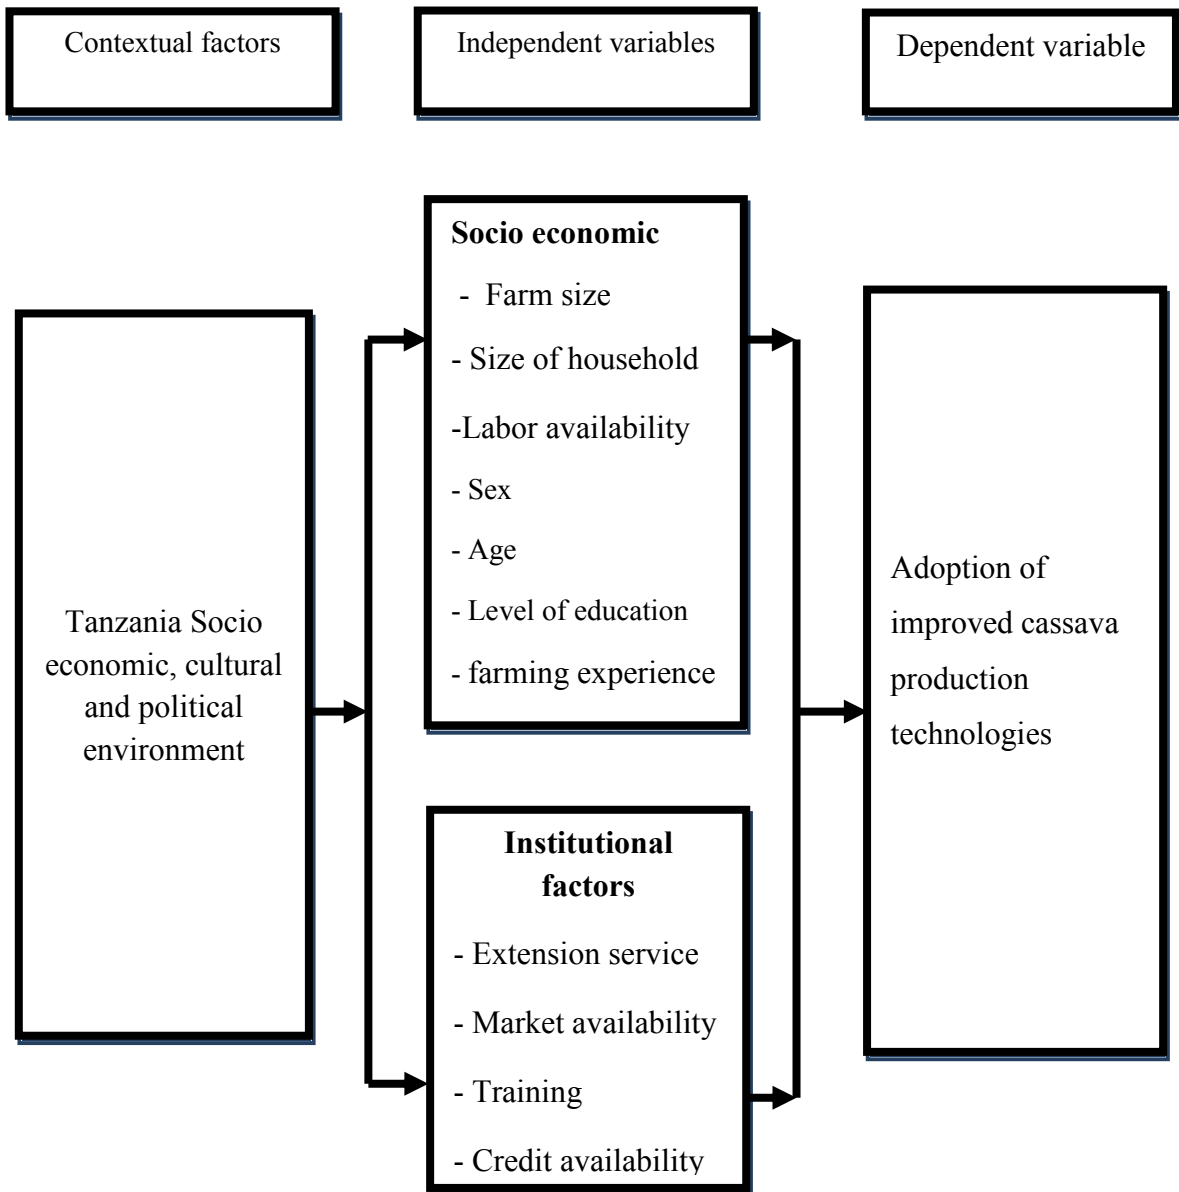 Contextual factors
Independent variables
Dependent variable
Tanzania Socio
economic, cultural
and political
environment
Socio economic
- Farm size
- Size of household
-Labor availability
- Sex
- Age
- Level of education
- farming experience
Institutional
factors
- Extension service
- Market availability
- Training
- Credit availability
Adoption of
improved cassava
production
technologies